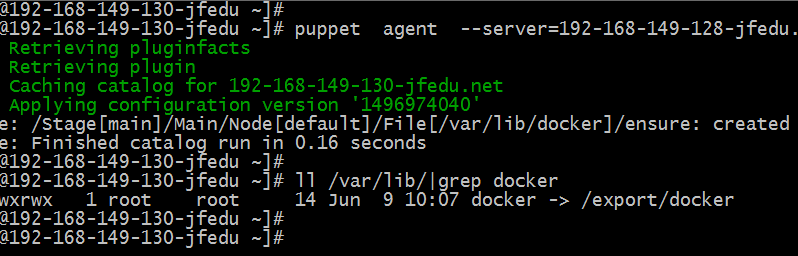 @192-168-149-130-jfedu ~]#
@192-168-149-130-jfedu ~]# puppet  agent  --server=192-168-149-128-jfedu.
Retrieving pluginfacts
Retrieving plugin
Caching catalog for 192-168-149-130-jfedu.net
Applying configuration version '1496974040'
e: /Stage[main]/Main/Node[default]/File[/var/lib/docker]/ensure: created
e: Finished catalog run in 0.16 seconds
@192-168-149-130-jfedu ~]#
@192-168-149-130-jfedu ~]# ll /var/lib/|grep docker
wxrwx   1 root    root      14 Jun  9 10:07 docker -> /export/docker
@192-168-149-130-jfedu ~]#
@192-168-149-130-jfedu ~]#